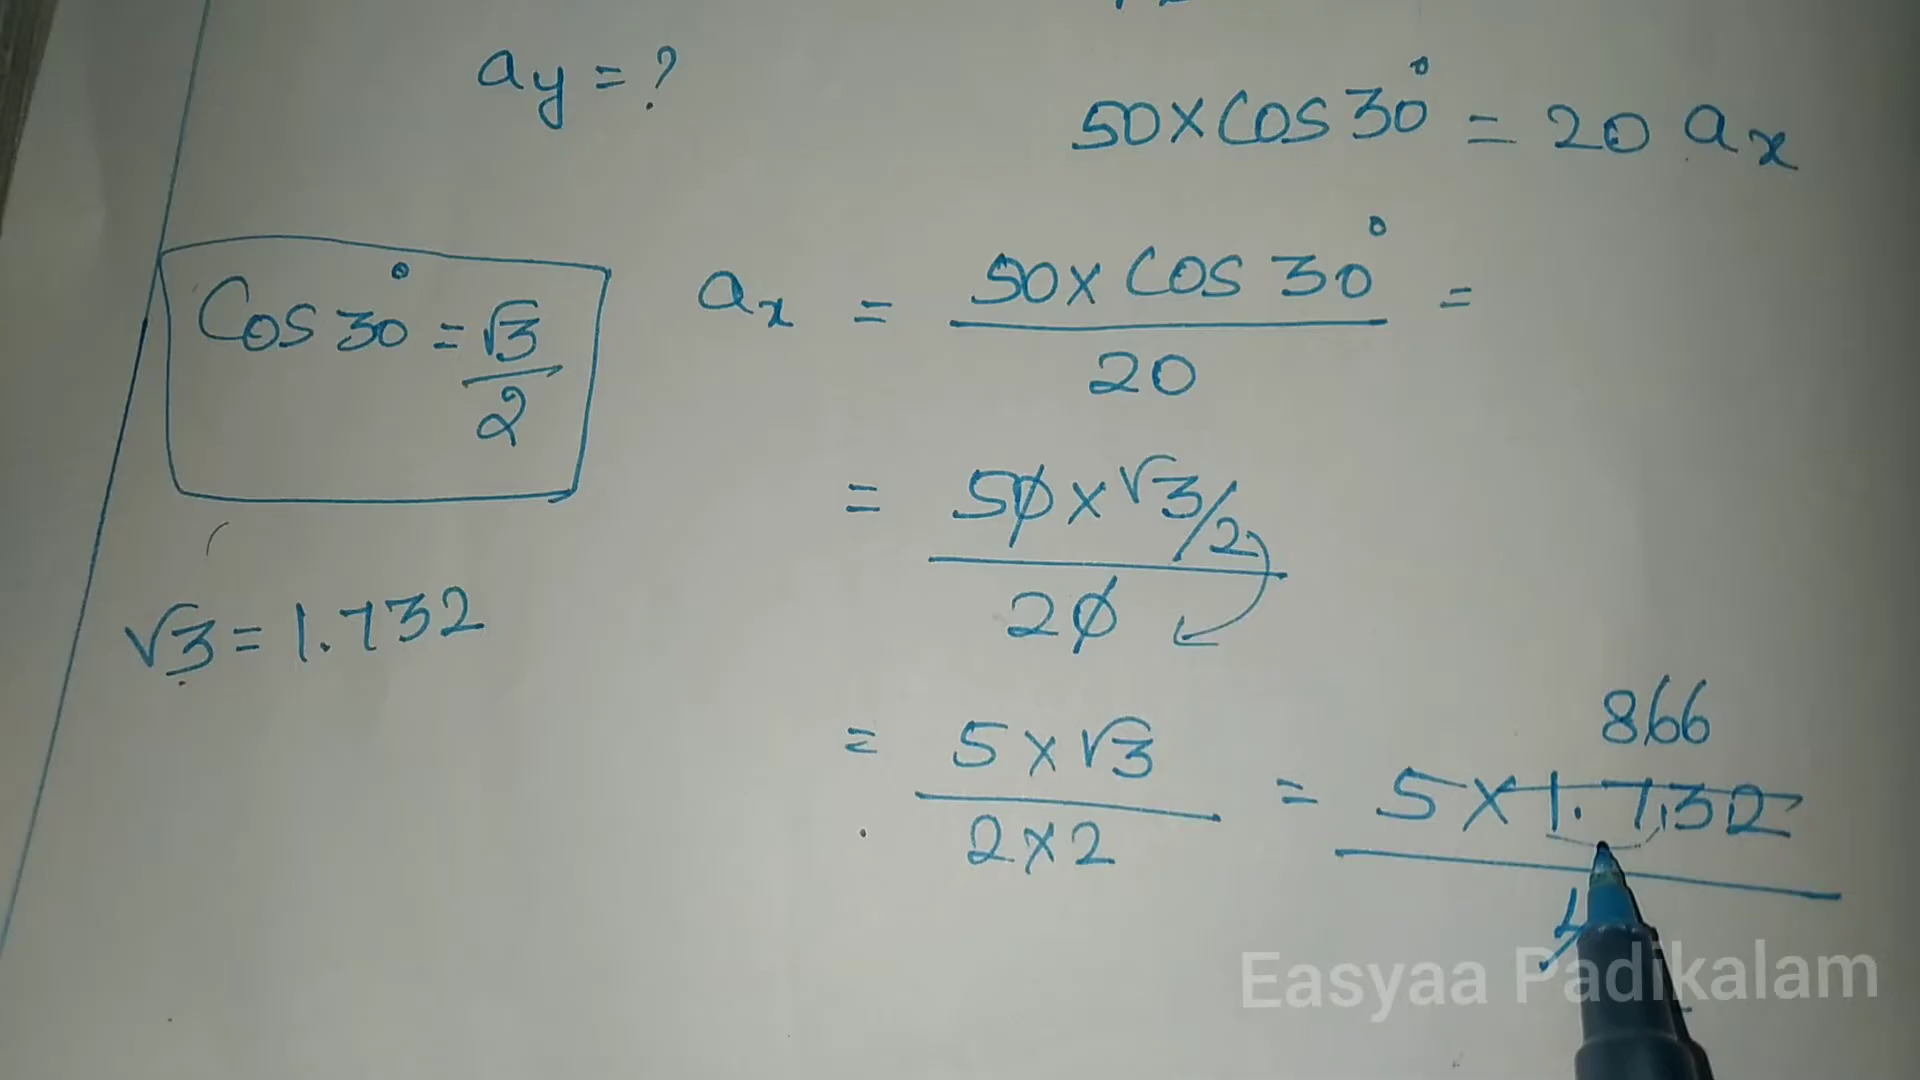 ay = ?
50 x Cos 30° = 20 ax
Cos 30° = √3/2
ax = 50 x Cos 30° / 20 =
= 50 x √3/2 / 20
√3 = 1.732
= 5 x √3 / 2 x 2 = 5 x 1.732
866
Easyaa Padikalam